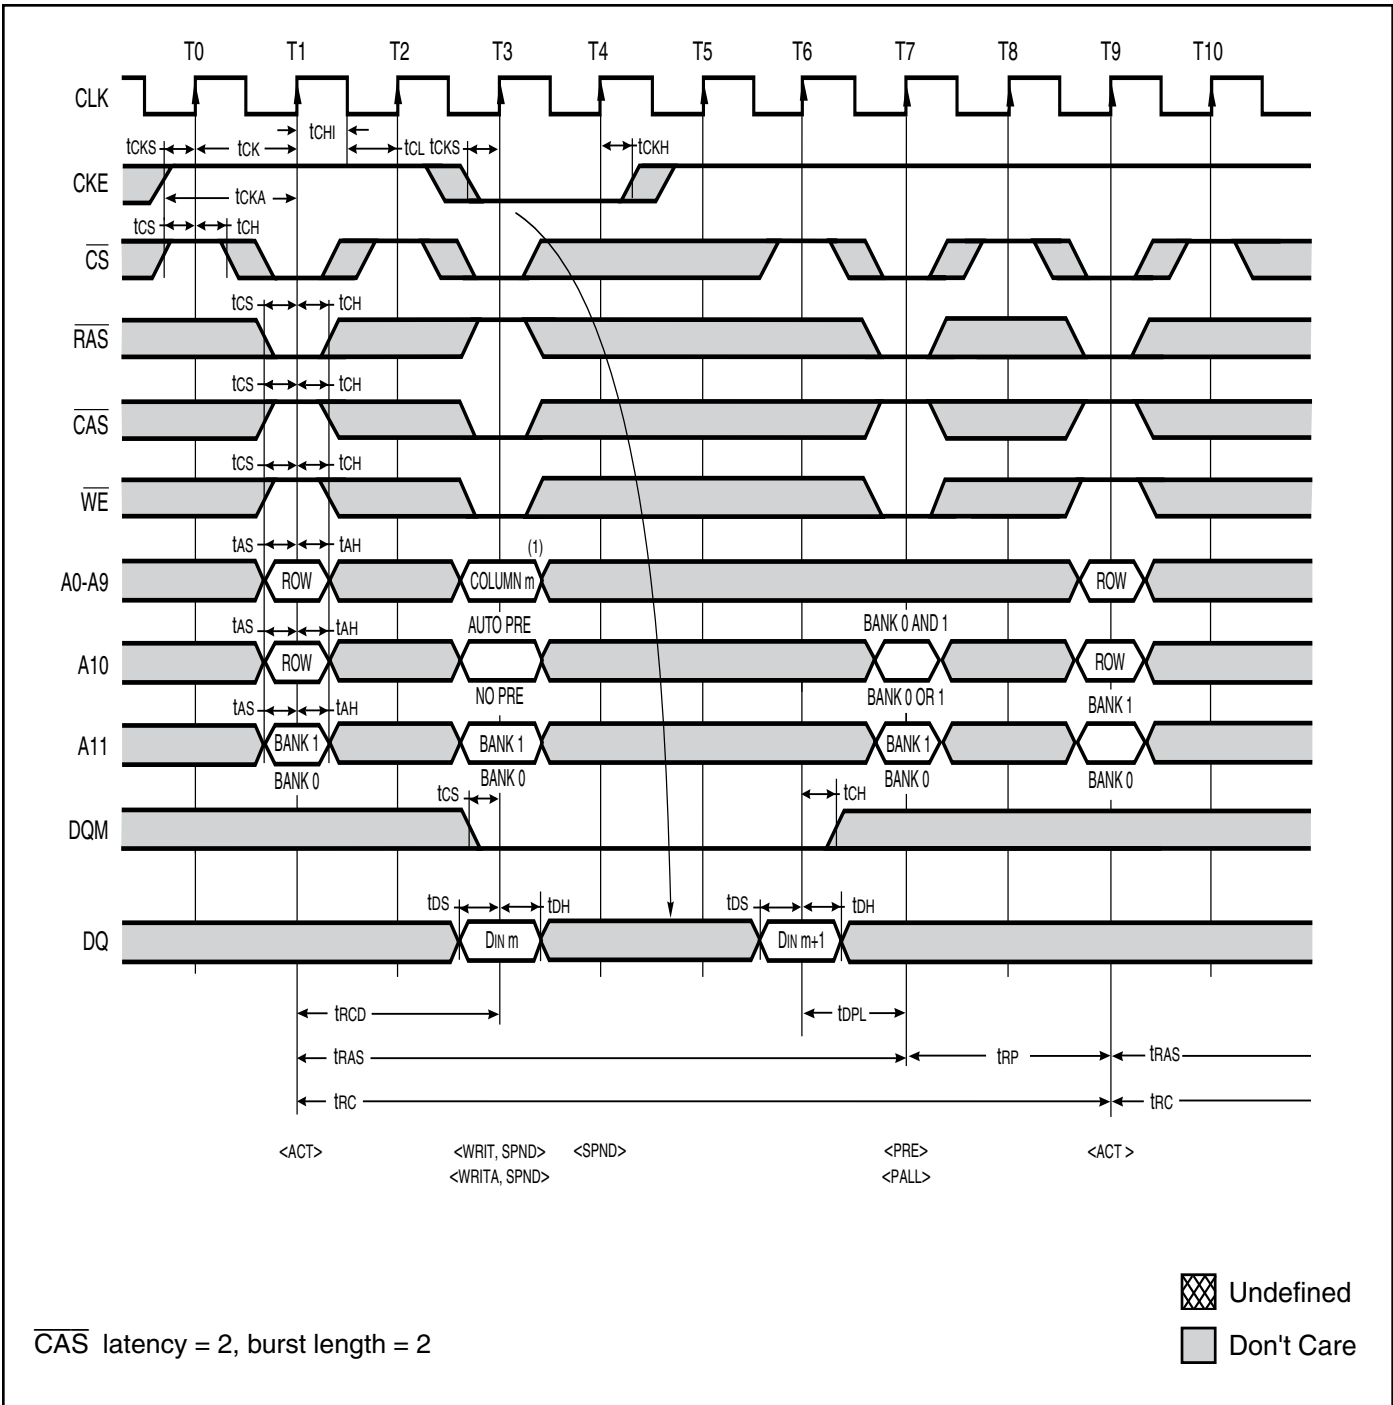 T0 T1 T2 T3 T4 T5 T6 T7 T8 T9 T10
CLK
tCHI
tCKS tCK tCL tCKS tCKH
CKE
tCKA
tCS tCH
CS
tCS tCH
RAS
tCS tCH
CAS
tCS tCH
WE
tAS tAH (1)
A0-A9 ROW COLUMN m ROW
AUTO PRE BANK 0 AND 1
tAS tAH
A10 ROW ROW
NO PRE BANK 0 OR 1 BANK 1
tAS tAH
A11 BANK 1 BANK 1 BANK 1
BANK 0 BANK 0 BANK 0 BANK 0
tCS tCH
DQM
tDS tDH tDS tDH
DQ DIN m DIN m+1
tRCD tDPL
tRAS tRP tRAS
tRC tRC
<ACT> <WRIT, SPND> <SPND> <PRE> <ACT >
<WRITA, SPND> <PALL>
Undefined
CAS latency = 2, burst length = 2
Don't Care